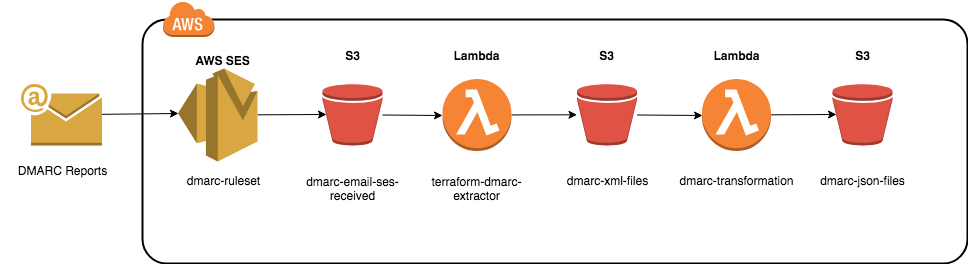 AWS
AWS SES
S3
Lambda
S3
Lambda
S3
@
DMARC Reports
dmarc-ruleset
dmarc-email-ses-
received
terraform-dmarc-
extractor
dmarc-xml-files
dmarc-transformation
dmarc-json-files